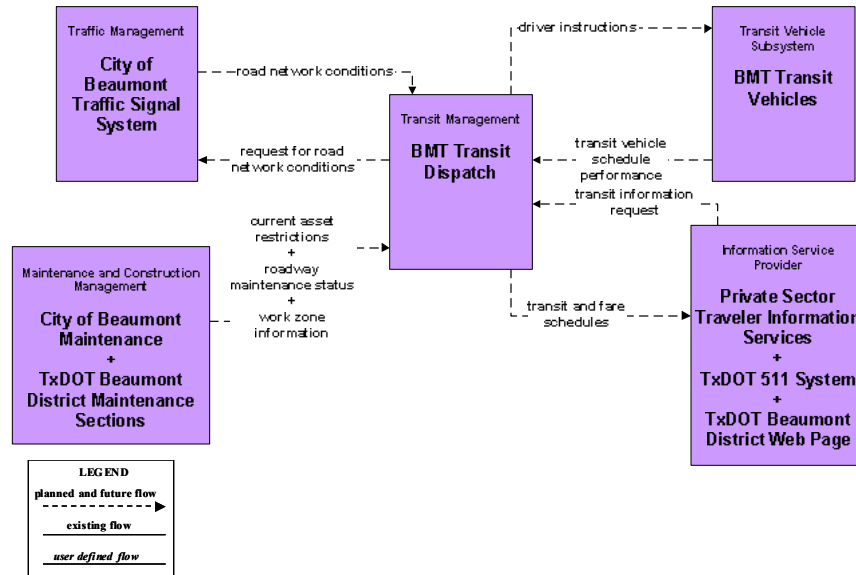 Traffic Management
City of
Beaumont
Traffic Signal
System
road network conditions
request for road
network conditions
Transit Management
BMT Transit
Dispatch
driver instructions
Transit Vehicle
Subsystem
BMT Transit
Vehicles
transit vehicle
schedule
performance
transit information
request
current asset
restrictions
+
roadway
maintenance status
+
work zone
information
Maintenance and Construction
Management
City of Beaumont
Maintenance
+
TxDOT Beaumont
District Maintenance
Sections
transit and fare
schedules
Information Service
Provider
Private Sector
Traveler Information
Services
+
TxDOT 511 System
+
TxDOT Beaumont
District Web Page
LEGEND
planned and future flow
existing flow
user defined flow